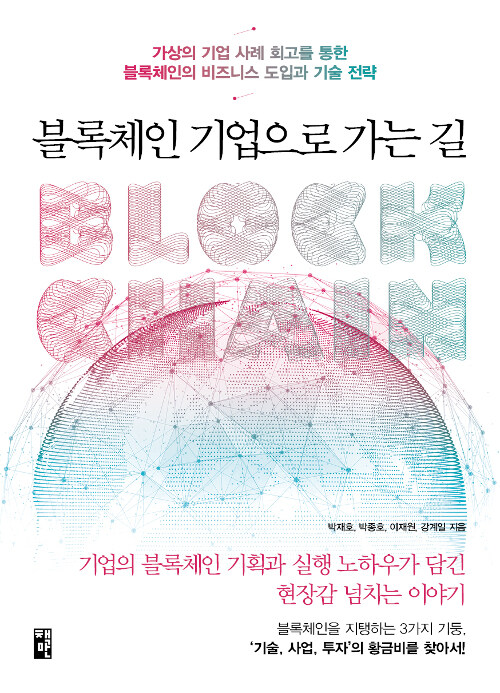 가상의 기업 사례 회고를 통한
블록체인의 비즈니스 도입과 기술 전략
블록체인 기업으로 가는 길
BLOCK
CHAIN
박재호, 박종호, 이재원, 강계일 지음
기업의 블록체인 기획과 실행 노하우가 담긴
현장감 넘치는 이야기
블록체인을 지탱하는 3가지 기둥,
‘기술, 사업, 투자’의 황금비를 찾아서!
책만